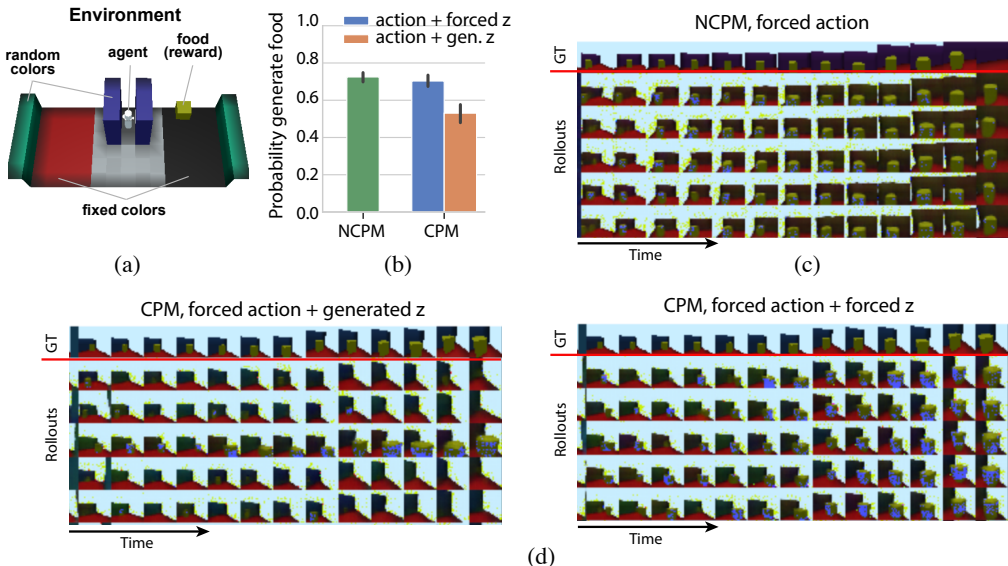 Environment
random
colors
agent
food
(reward)
fixed colors
(a)
Probability generate food
1.0
0.8
0.6
0.4
0.2
0.0
action + forced z
action + gen. z
NCPM
CPM
(b)
NCPM, forced action
GT
Rollouts
Time
(c)
CPM, forced action + generated z
GT
Rollouts
Time
CPM, forced action + forced z
GT
Rollouts
Time
(d)